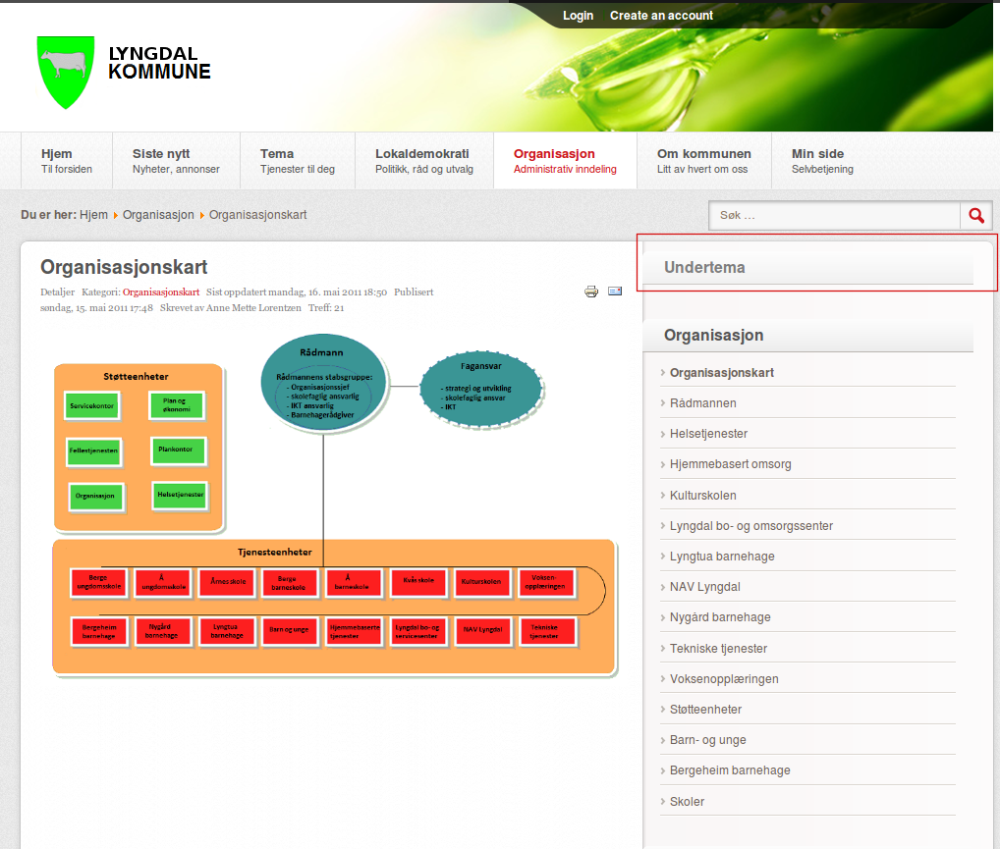 Login Create an account
LYNGDAL
KOMMUNE
Hjem
Til forsiden
Siste nytt
Nyheter, annonser
Tema
Tjenester til deg
Lokaldemokrati
Politikk, råd og utvalg
Organisasjon
Administrativ inndeling
Om kommunen
Litt av hvert om oss
Min side
Selvbetjening
Du er her: Hjem Organisasjon Organisasjonskart
Søk ...
Organisasjonskart
Detaljer Kategori: Organisasjonskart Sist oppdatert mandag, 16. mai 2011 18:50 Publisert
søndag, 15. mai 2011 17:48 Skrevet av Anne Mette Lorentzen Treff: 21
Rådmann
Rådmannens stabsgruppe:
- Organisasjonssjef
- skolefaglig ansvarlig
- IKT ansvarlig
- Barnehagerådgiver
Fagansvar
- strategi og utvikling
- skolefaglig ansvar
- IKT
Støtteenheter
Servicekontor
Plan og
økonomi
Fellestjenesten
Plankontor
Organisasjon
Helsetjenester
Tjenesteenheter
Berge
ungdomsskole
Å
ungdomsskole
Årnesskole
Berge
barneskole
Å
barneskole
Kvåsskole
Kulturskolen
Voksen-
opplæringen
Bergeheim
barnehage
Nygård
barnehage
Lyngtua
barnehage
Barn og unge
Hjemmebaserte
tjenester
Lyngdal bo- og
servicesenter
NAV Lyngdal
Tekniske
tjenester
Undertema
Organisasjon
Organisasjonskart
Rådmannen
Helsetjenester
Hjemmebasert omsorg
Kulturskolen
Lyngdal bo- og omsorgssenter
Lyngtua barnehage
NAV Lyngdal
Nygård barnehage
Tekniske tjenester
Voksenopplæringen
Støtteenheter
Barn- og unge
Bergeheim barnehage
Skoler